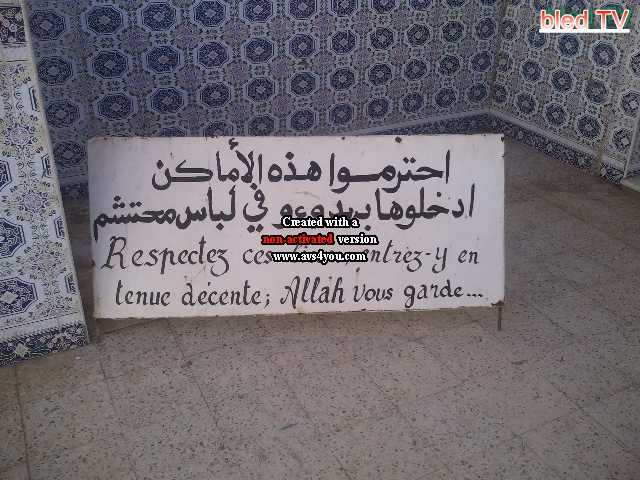 bled TV
احترموا هذه الأماكن
ادخلوها بهدوء و في لباس محتشم
Created with a
non-activated version
www.avs4you.com
Respectez ces entrez-y en
tenue décente; Allah vous garde...